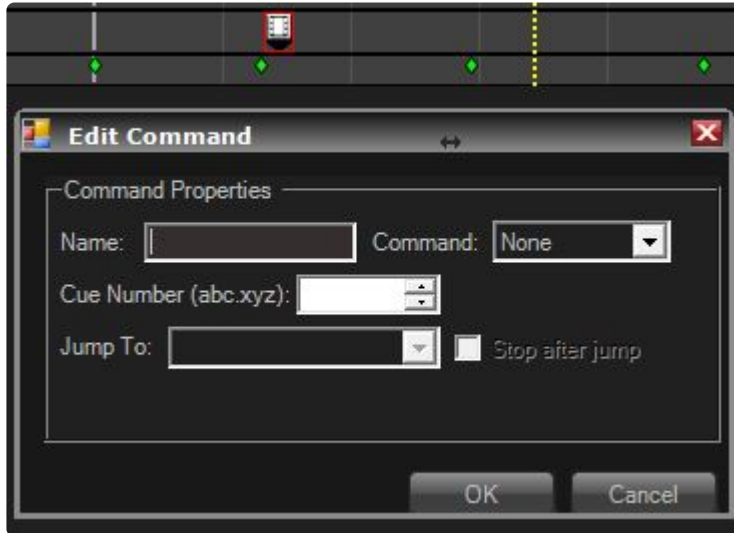 Edit Command
Command Properties
Name: Command: None
Cue Number (abc.xyz):
Jump To: Stop after jump
OK Cancel